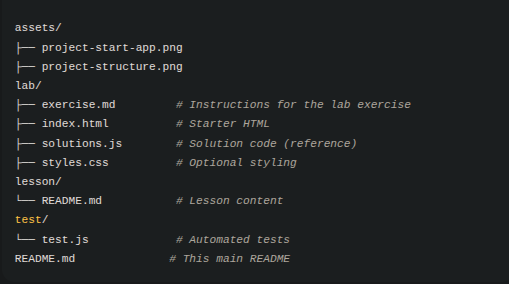 assets/
├── project-start-app.png
├── project-structure.png
lab/
├── exercise.md         # Instructions for the lab exercise
├── index.html          # Starter HTML
├── solutions.js        # Solution code (reference)
├── styles.css          # Optional styling
lesson/
└── README.md           # Lesson content
test/
└── test.js             # Automated tests
README.md              # This main README